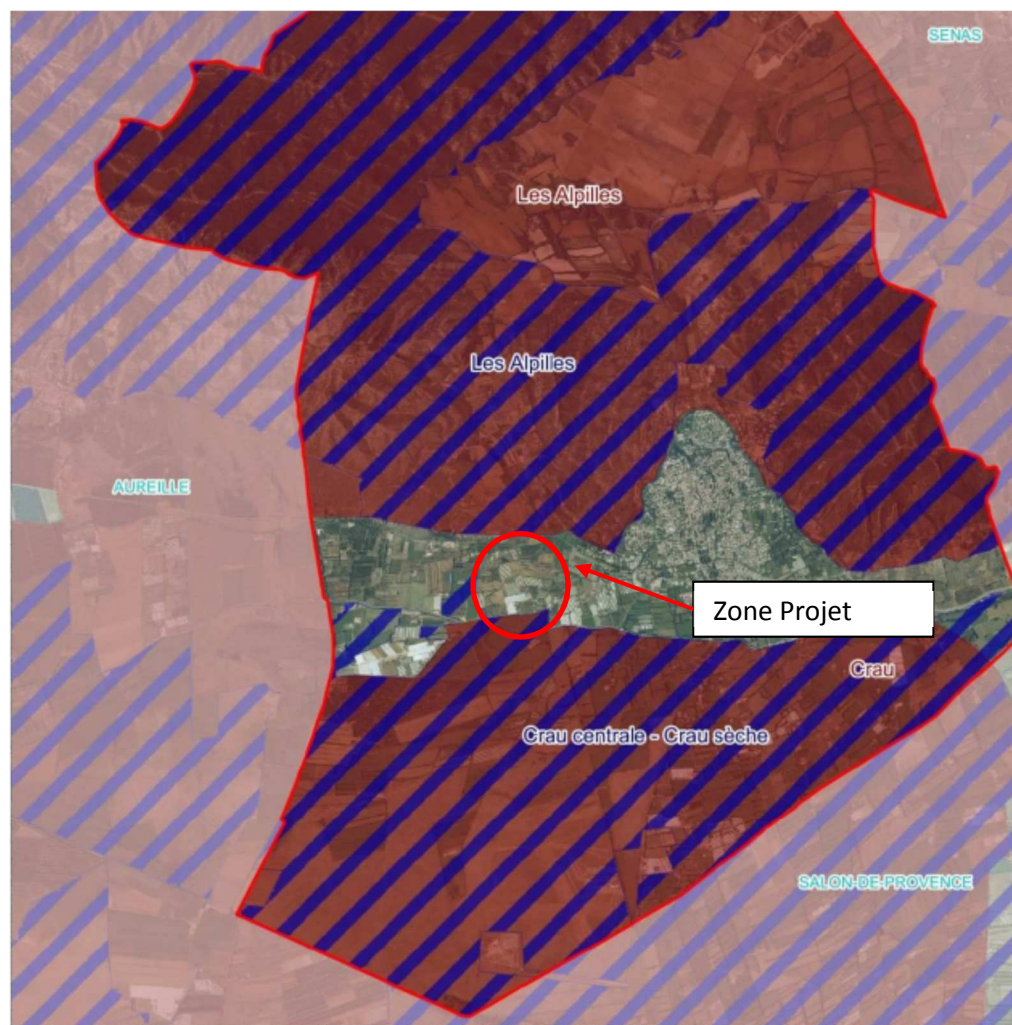 SENAS
Les Alpilles
Les Alpilles
AUREILLE
Zone Projet
Crau
Crau centrale - Crau sèche
SALON-DE-PROVENCE